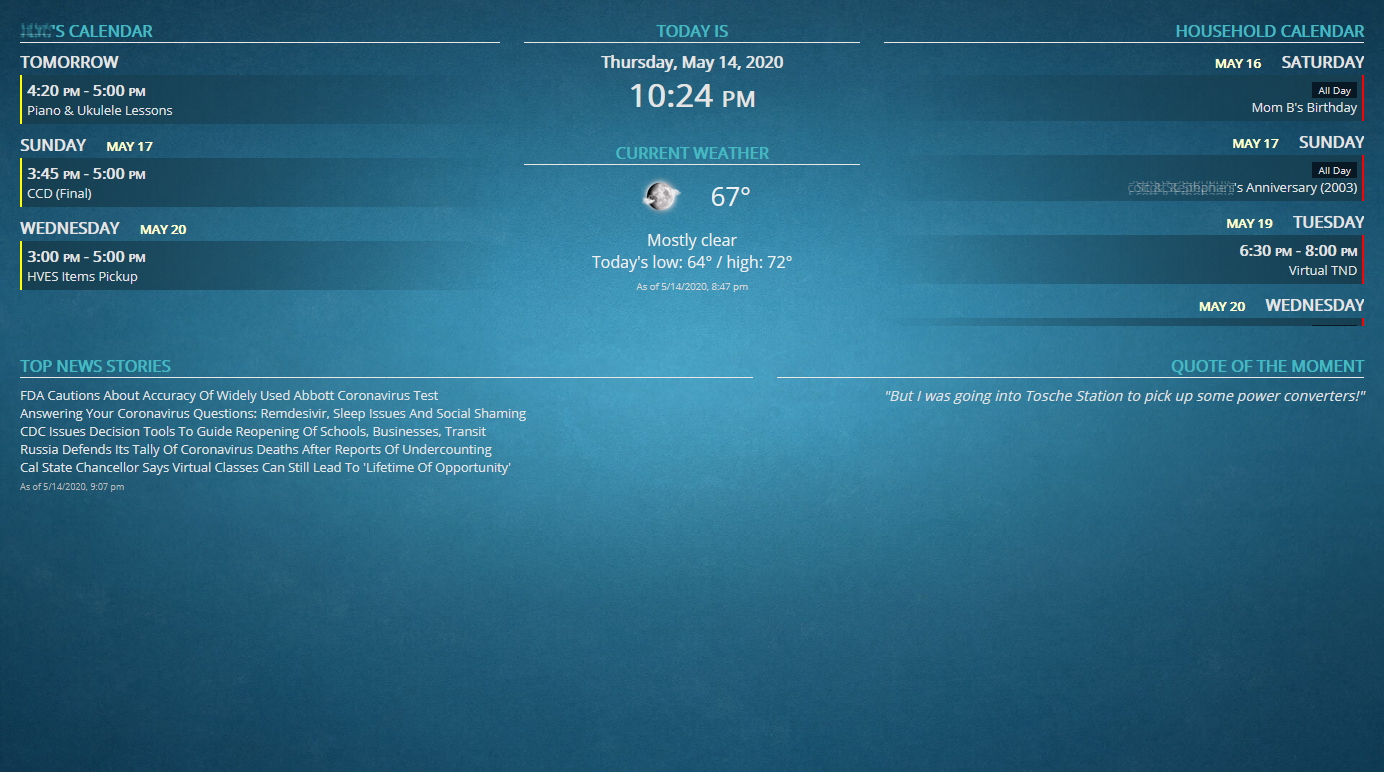 'S CALENDAR
TOMORROW
4:20 PM - 5:00 PM
Piano & Ukulele Lessons
SUNDAY MAY 17
3:45 PM - 5:00 PM
CCD (Final)
WEDNESDAY MAY 20
3:00 PM - 5:00 PM
HVES Items Pickup
TODAY IS
Thursday, May 14, 2020
10:24 PM
CURRENT WEATHER
67°
Mostly clear
Today's low: 64° / high: 72°
As of 5/14/2020, 8:47 pm
HOUSEHOLD CALENDAR
MAY 16 SATURDAY
All Day
Mom B's Birthday
MAY 17 SUNDAY
All Day
's Anniversary (2003)
MAY 19 TUESDAY
6:30 PM - 8:00 PM
Virtual TND
MAY 20 WEDNESDAY
TOP NEWS STORIES
FDA Cautions About Accuracy Of Widely Used Abbott Coronavirus Test
Answering Your Coronavirus Questions: Remdesivir, Sleep Issues And Social Shaming
CDC Issues Decision Tools To Guide Reopening Of Schools, Businesses, Transit
Russia Defends Its Tally Of Coronavirus Deaths After Reports Of Undercounting
Cal State Chancellor Says Virtual Classes Can Still Lead To 'Lifetime Of Opportunity'
As of 5/14/2020, 9:07 pm
QUOTE OF THE MOMENT
"But I was going into Tosche Station to pick up some power converters!"